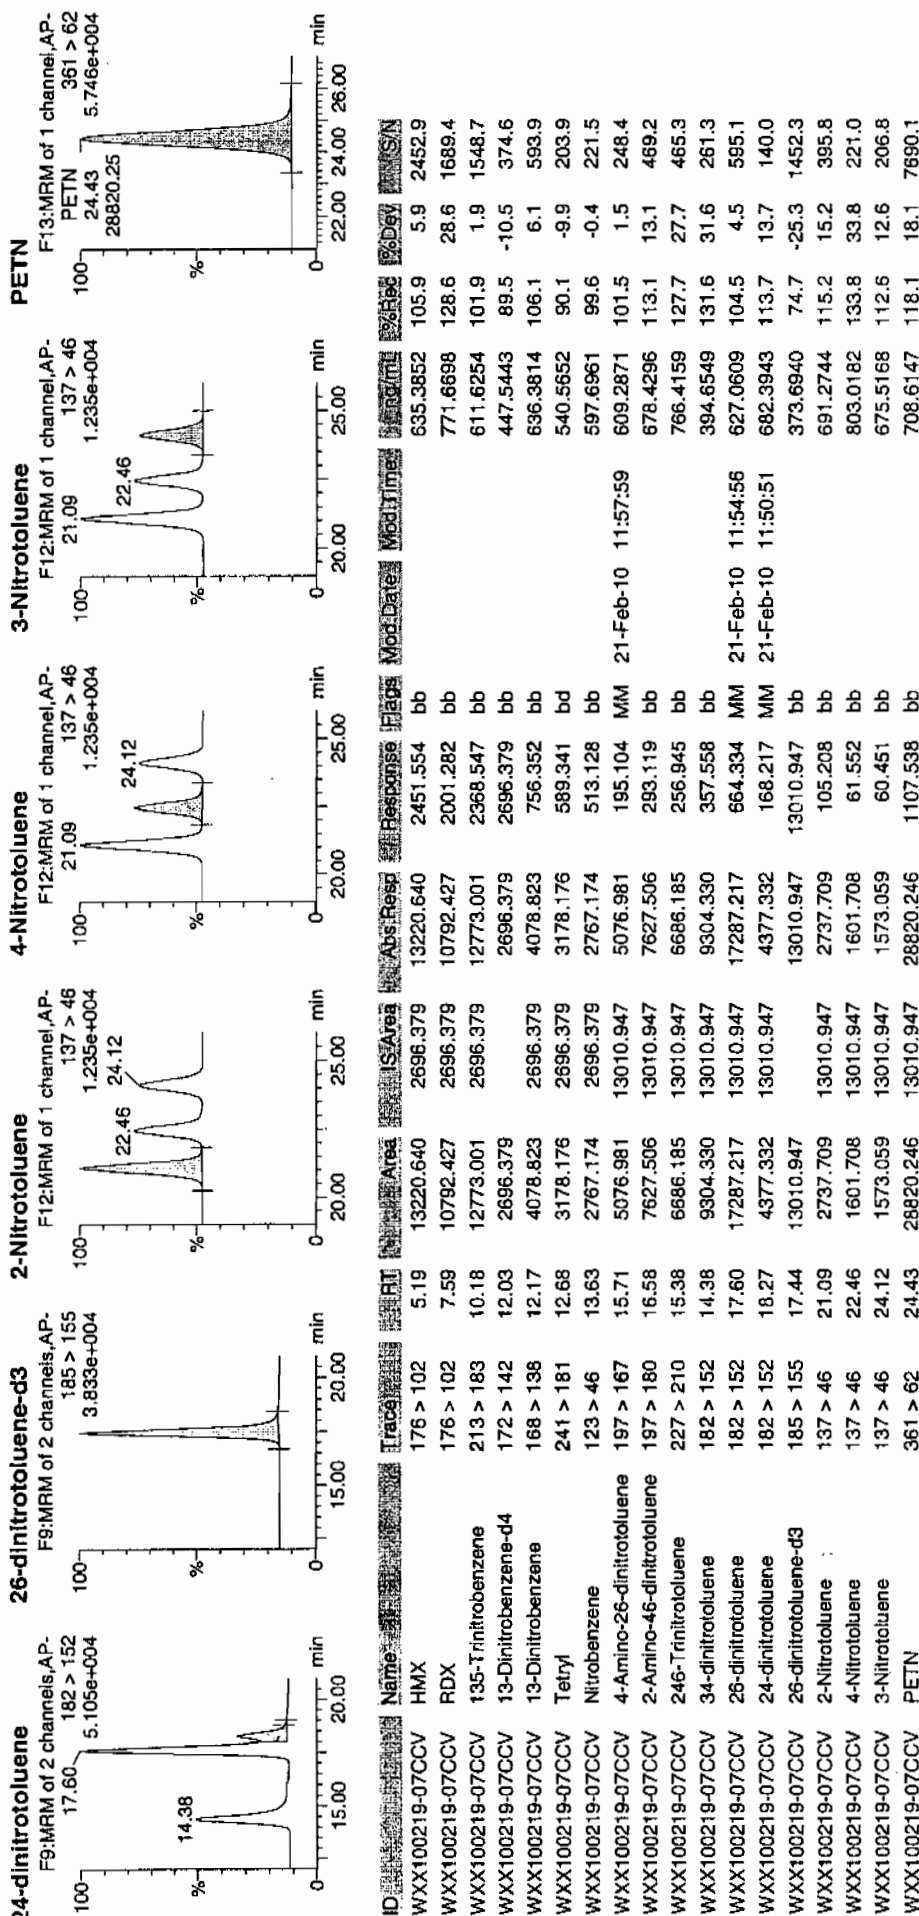 24-dinitrotoluene
F9:MRM of 2 channels,AP-
182 > 152
5.105e+004
17.60
14.38
100
%
0
15.00 20.00 min
26-dinitrotoluene-d3
F9:MRM of 2 channels,AP-
185 > 155
3.833e+004
100
%
0
15.00 20.00 min
2-Nitrotoluene
F12:MRM of 1 channel,AP-
137 > 46
1.235e+004
22.46
24.12
100
%
0
20.00 25.00 min
4-Nitrotoluene
F12:MRM of 1 channel,AP-
137 > 46
1.235e+004
21.09
24.12
100
%
0
20.00 25.00 min
3-Nitrotoluene
F12:MRM of 1 channel,AP-
137 > 46
1.235e+004
21.09
22.46
100
%
0
20.00 25.00 min
PETN
F13:MRM of 1 channel,AP-
361 > 62
5.746e+004
PETN
24.43
28820.25
100
%
0
22.00 24.00 26.00 min
ID Name Trace RT Area IS Area Abs.Resp Response Flags Mod.Date Mod.Time ng/mL %Rec %Dev S/N
WXX100219-07CCV HMX 176 > 102 5.19 13220.640 2696.379 13220.640 2451.554 bb 635.3852 105.9 5.9 2452.9
WXX100219-07CCV RDX 176 > 102 7.59 10792.427 2696.379 10792.427 2001.282 bb 771.6698 128.6 28.6 1689.4
WXX100219-07CCV 135-Trinitrobenzene 213 > 183 10.18 12773.001 2696.379 12773.001 2368.547 bb 611.6254 101.9 1.9 1548.7
WXX100219-07CCV 13-Dinitrobenzene-d4 172 > 142 12.03 2696.379 2696.379 2696.379 bb 447.5443 89.5 -10.5 374.6
WXX100219-07CCV 13-Dinitrobenzene 168 > 138 12.17 4078.823 2696.379 4078.823 756.352 bb 636.3814 106.1 6.1 593.9
WXX100219-07CCV Tetryl 241 > 181 12.68 3178.176 2696.379 3178.176 589.341 bd 540.5652 90.1 -9.9 203.9
WXX100219-07CCV Nitrobenzene 123 > 46 13.63 2767.174 2696.379 2767.174 513.128 bb 597.6961 99.6 -0.4 221.5
WXX100219-07CCV 4-Amino-26-dinitrotoluene 197 > 167 15.71 5076.981 13010.947 5076.981 195.104 MM 21-Feb-10 11:57:59 609.2871 101.5 1.5 248.4
WXX100219-07CCV 2-Amino-46-dinitrotoluene 197 > 180 16.58 7627.506 13010.947 7627.506 293.119 bb 678.4296 113.1 13.1 469.2
WXX100219-07CCV 246-Trinitrotoluene 227 > 210 15.38 6686.185 13010.947 6686.185 256.945 bb 766.4159 127.7 27.7 465.3
WXX100219-07CCV 34-dinitrotoluene 182 > 152 14.38 9304.330 13010.947 9304.330 357.558 bb 394.6549 131.6 31.6 261.3
WXX100219-07CCV 26-dinitrotoluene 182 > 152 17.60 17287.217 13010.947 17287.217 664.334 MM 21-Feb-10 11:54:56 627.0609 104.5 4.5 595.1
WXX100219-07CCV 24-dinitrotoluene 182 > 152 18.27 4377.332 13010.947 4377.332 168.217 MM 21-Feb-10 11:50:51 682.3943 113.7 13.7 140.0
WXX100219-07CCV 26-dinitrotoluene-d3 185 > 155 17.44 13010.947 13010.947 13010.947 bb 373.6940 74.7 -25.3 1452.3
WXX100219-07CCV 2-Nitrotoluene 137 > 46 21.09 2737.709 13010.947 2737.709 105.208 bb 691.2744 115.2 15.2 395.8
WXX100219-07CCV 4-Nitrotoluene 137 > 46 22.46 1601.708 13010.947 1601.708 61.552 bb 803.0182 133.8 33.8 221.0
WXX100219-07CCV 3-Nitrotoluene 137 > 46 24.12 1573.059 13010.947 1573.059 60.451 bb 675.5168 112.6 12.6 206.8
WXX100219-07CCV PETN 361 > 62 24.43 28820.246 13010.947 28820.246 1107.538 bb 708.6147 118.1 18.1 7690.1